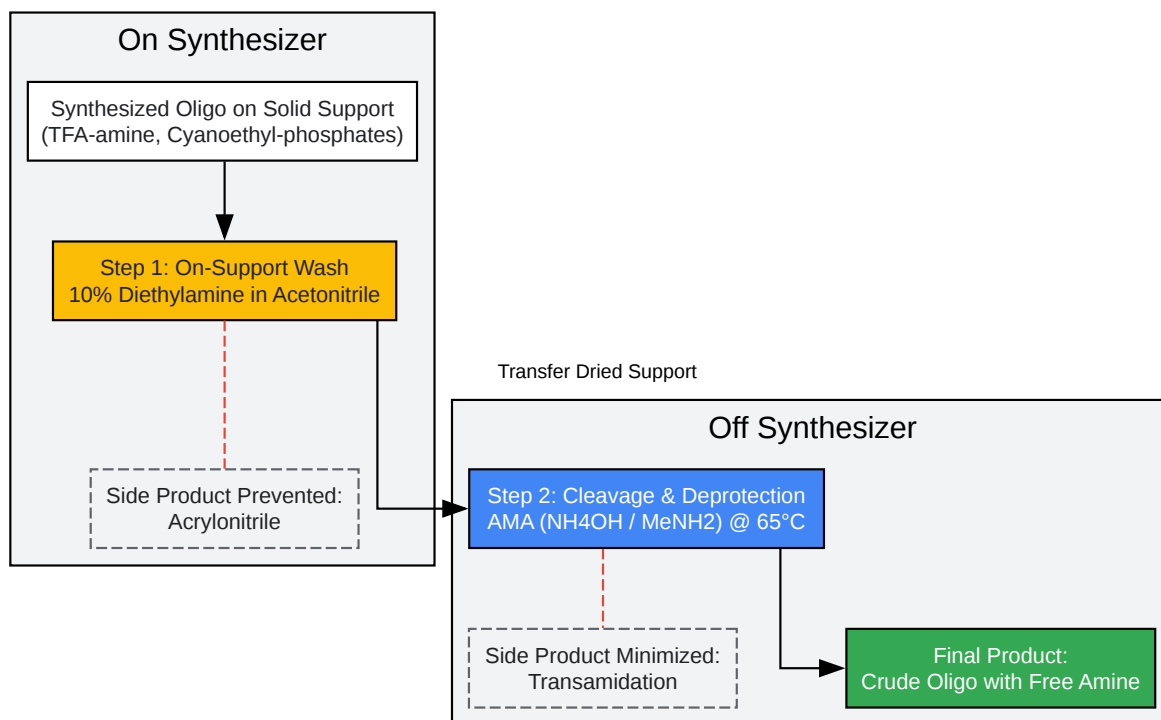 On Synthesizer
Synthesized Oligo on Solid Support
(TFA-amine, Cyanoethyl-phosphates)
Step 1: On-Support Wash
10% Diethylamine in Acetonitrile
Side Product Prevented:
Acrylonitrile
Transfer Dried Support
Off Synthesizer
Step 2: Cleavage & Deprotection
AMA (NH4OH / MeNH2) @ 65°C
Side Product Minimized:
Transamidation
Final Product:
Crude Oligo with Free Amine